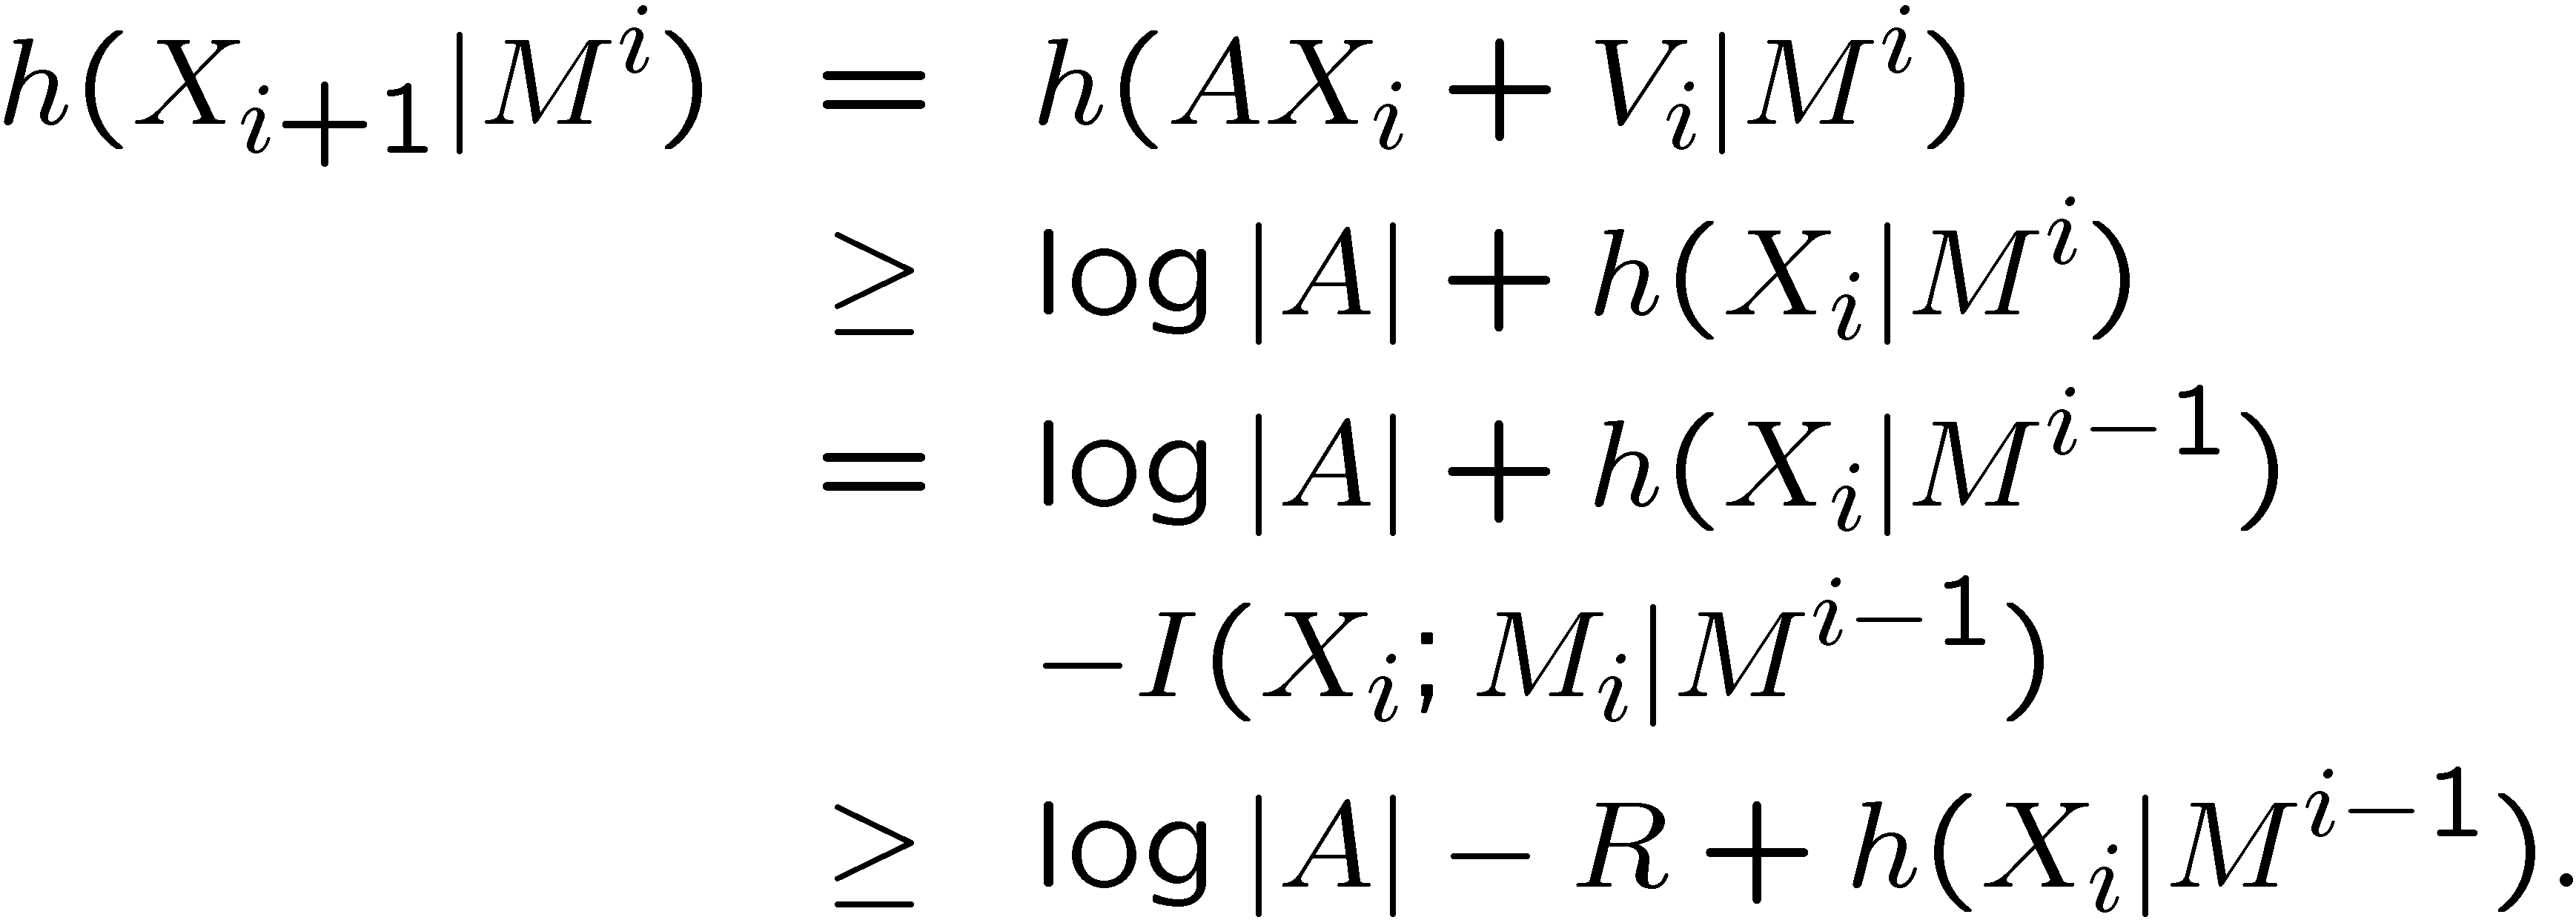 h(X_{i+1}|M^i) = h(AX_i + V_i|M^i)
≥ log |A| + h(X_i|M^i)
= log |A| + h(X_i|M^{i−1})
−I(X_i; M_i|M^{i−1})
≥ log |A| − R + h(X_i|M^{i−1}).